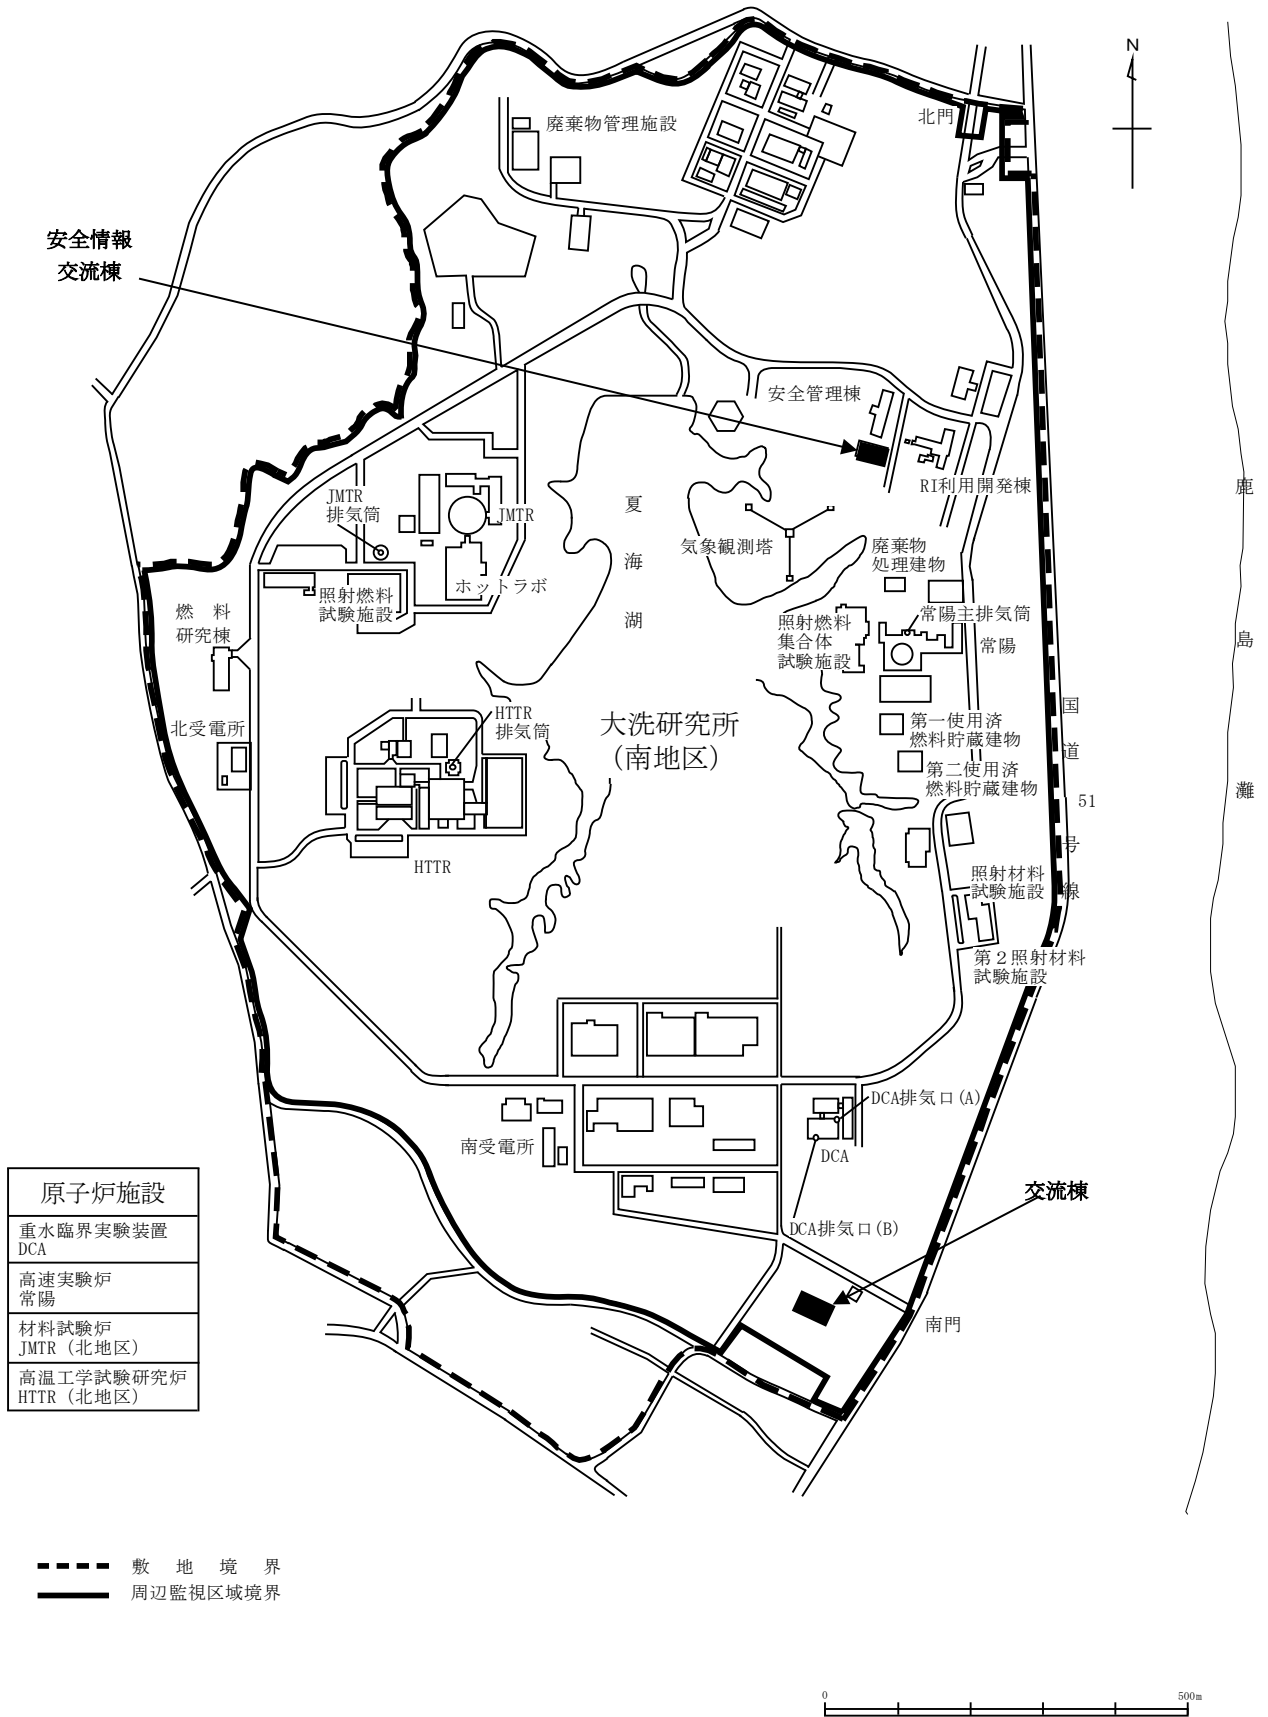 N
北門
廃棄物管理施設
安全情報
交流棟
安全管理棟
RI利用開発棟
鹿
島
灘
JMTR
排気筒
JMTR
夏
海
湖
気象観測塔
廃棄物
処理建物
ホットラボ
照射燃料
試験施設
燃 料
研究棟
照射燃料
集合体
試験施設
常陽主排気筒
常陽
北受電所
HTTR
排気筒
大洗研究所
(南地区)
国
道
51
号
線
第一使用済
燃料貯蔵建物
第二使用済
燃料貯蔵建物
HTTR
照射材料
試験施設
第２照射材料
試験施設
DCA排気口(A)
南受電所
DCA
交流棟
DCA排気口(B)
南門
原子炉施設
重水臨界実験装置
DCA
高速実験炉
常陽
材料試験炉
JMTR (北地区)
高温工学試験研究炉
HTTR (北地区)
敷 地 境 界
周辺監視区域境界
0
500m